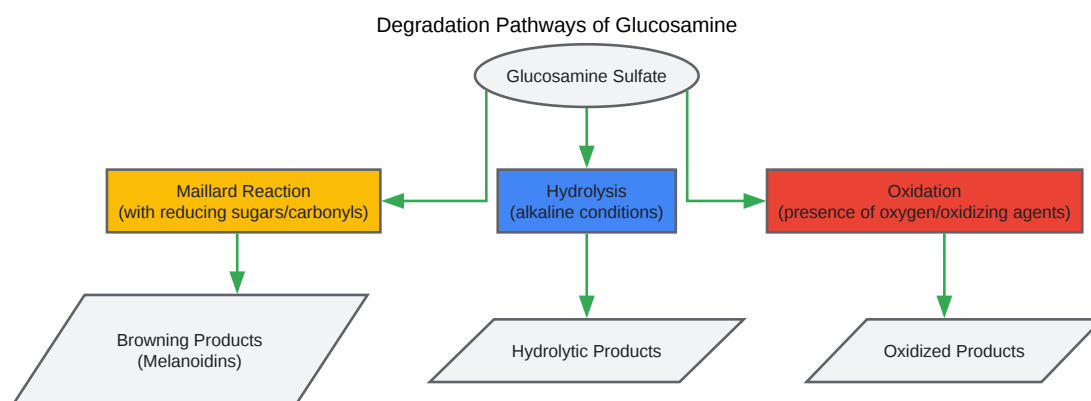 Degradation Pathways of Glucosamine
Glucosamine Sulfate
Maillard Reaction
(with reducing sugars/carbonyls)
Hydrolysis
(alkaline conditions)
Oxidation
(presence of oxygen/oxidizing agents)
Browning Products
(Melanoidins)
Hydrolytic Products
Oxidized Products